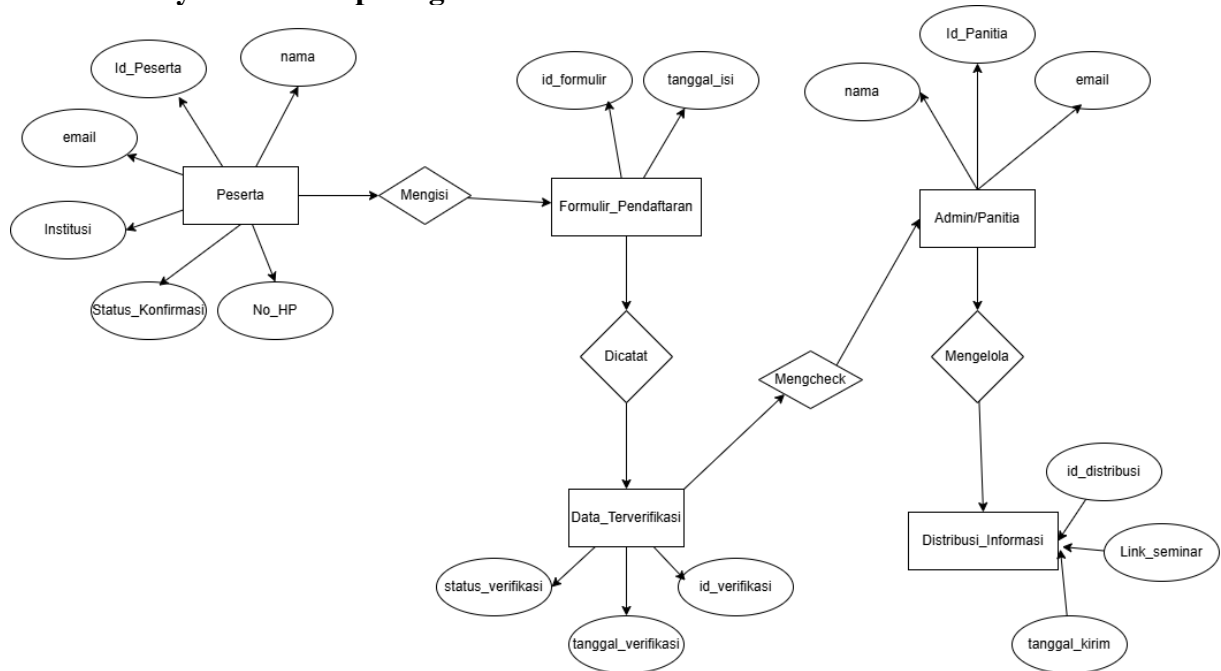 Id_Peserta
nama
email
Peserta
Institusi
Status_Konfirmasi
No_HP
Mengisi
id_formulir
tanggal_isi
Formulir_Pendaftaran
Dicatat
Data_Terverifikasi
status_verifikasi
tanggal_verifikasi
id_verifikasi
Mengcheck
Id_Panitia
nama
email
Admin/Panitia
Mengelola
Distribusi_Informasi
id_distribusi
Link_seminar
tanggal_kirim